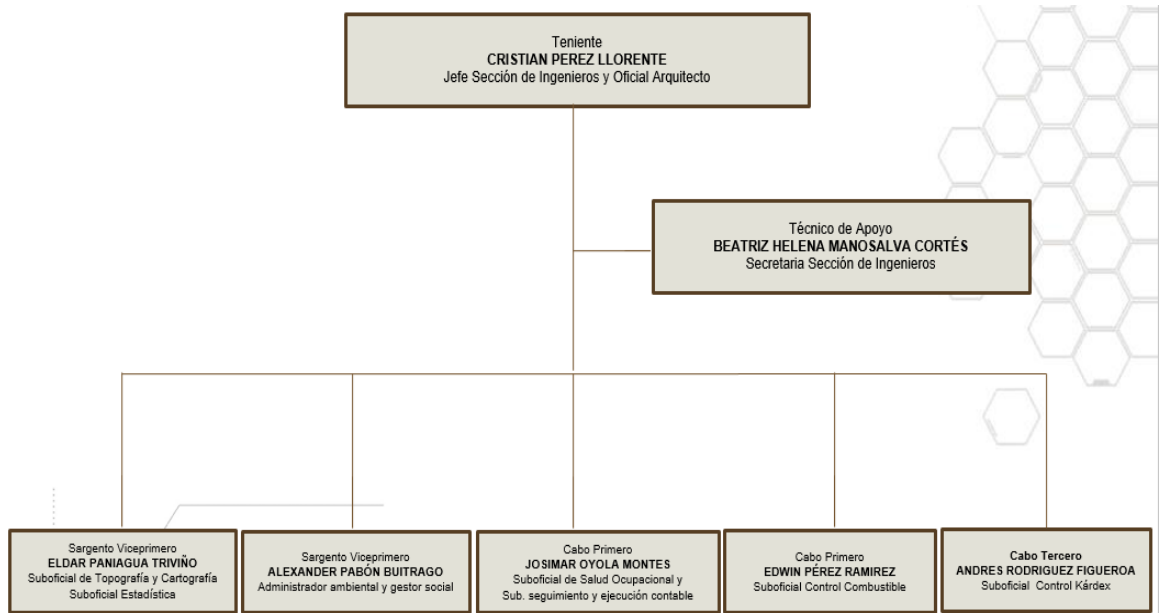 Teniente
CRISTIAN PEREZ LLORENTE
Jefe Sección de Ingenieros y Oficial Arquitecto
Técnico de Apoyo
BEATRIZ HELENA MANOSALVA CORTÉS
Secretaria Sección de Ingenieros
Sargento Viceprimero
ELDAR PANIAGUA TRIVIÑO
Suboficial de Topografía y Cartografía
Suboficial Estadística
Sargento Viceprimero
ALEXANDER PABÓN BUITRAGO
Administrador ambiental y gestor social
Cabo Primero
JOSIMAR OYOLA MONTES
Suboficial de Salud Ocupacional y
Sub. seguimiento y ejecución contable
Cabo Primero
EDWIN PÉREZ RAMIREZ
Suboficial Control Combustible
Cabo Tercero
ANDRES RODRIGUEZ FIGUEROA
Suboficial Control Kárdex